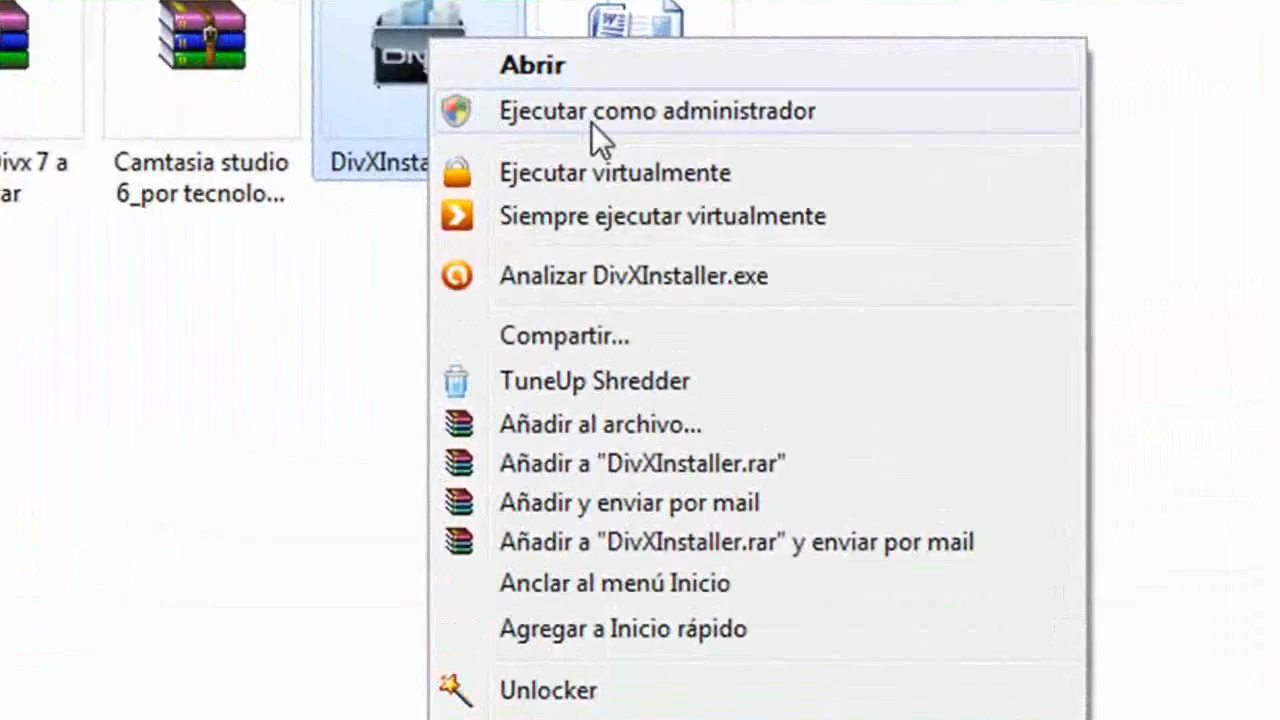 Abrir
Ejecutar como administrador
Ejecutar virtualmente
Siempre ejecutar virtualmente
Analizar DivXInstaller.exe
Compartir...
TuneUp Shredder
Añadir al archivo...
Añadir a "DivXInstaller.rar"
Añadir y enviar por mail
Añadir a "DivXInstaller.rar" y enviar por mail
Anclar al menú Inicio
Agregar a Inicio rápido
Unlocker
ivx 7 a
ar
Camtasia studio
6_por tecnolo...
DivXInsta